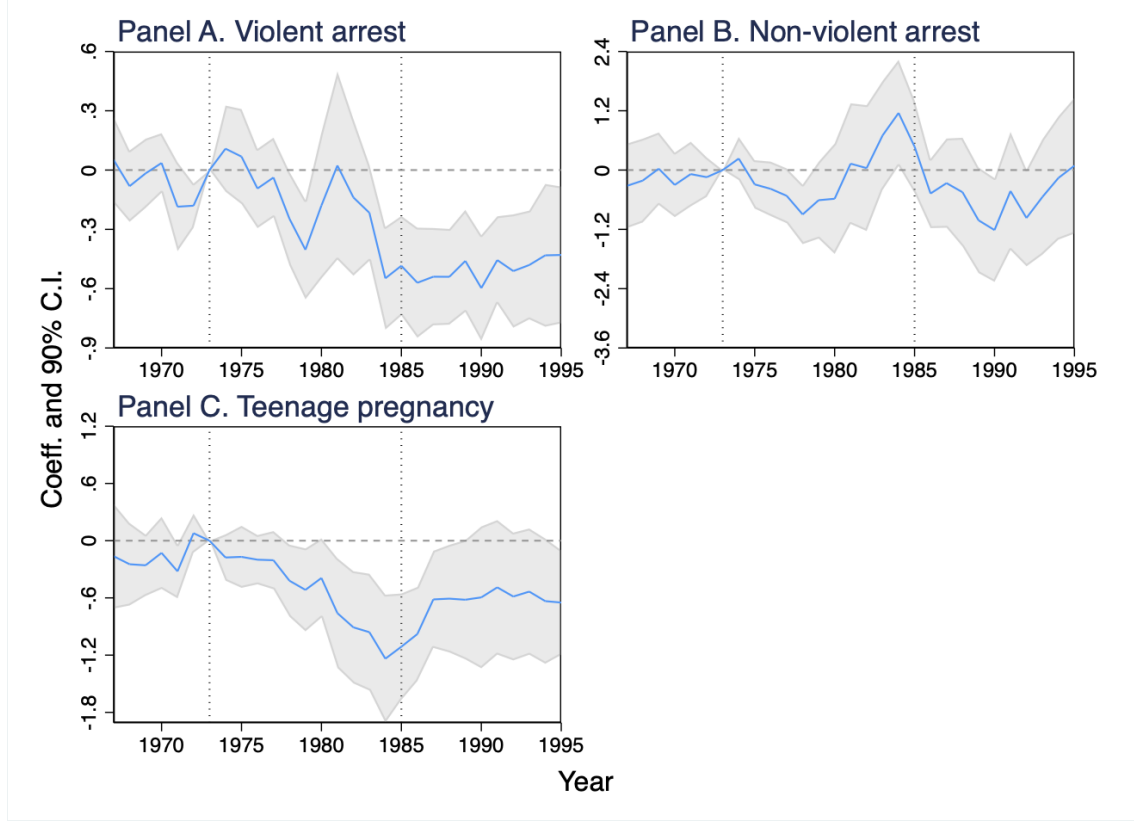 Panel A. Violent arrest
.6
.3
0
-.3
-.6
-.9
1970 1975 1980 1985 1990 1995
Panel B. Non-violent arrest
2.4
1.2
0
-1.2
-2.4
-3.6
1970 1975 1980 1985 1990 1995
Panel C. Teenage pregnancy
1.2
.6
0
-.6
-1.2
-1.8
1970 1975 1980 1985 1990 1995
Coeff. and 90% C.I.
Year